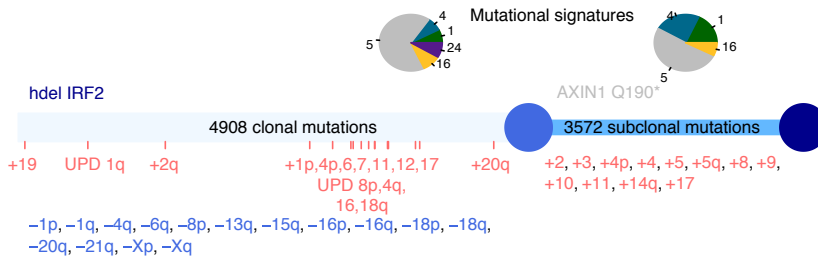 Mutational signatures
4
1
5
24
16
4
1
16
5
hdel IRF2
AXIN1 Q190*
4908 clonal mutations
3572 subclonal mutations
+19
UPD 1q
+2q
+1p,4p,6,7,11,12,17
+20q
UPD 8p,4q,
16,18q
+2, +3, +4p, +4, +5, +5q, +8, +9,
+10, +11, +14q, +17
–1p, –1q, –4q, –6q, –8p, –13q, –15q, –16p, –16q, –18p, –18q,
–20q, –21q, –Xp, –Xq